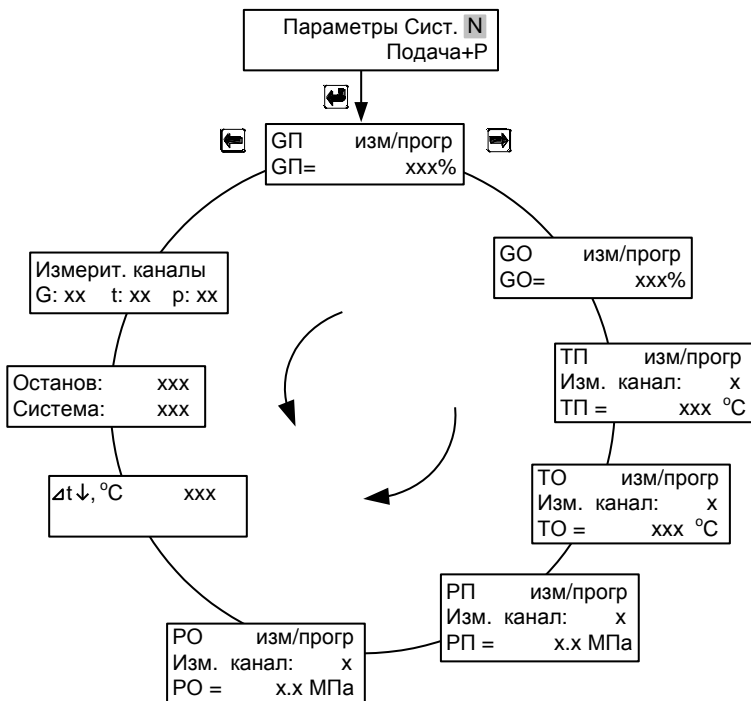 Параметры Сист. N
Подача+Р
GП изм/прогр
GП= xxx%
GO изм/прогр
GO= xxx%
ТП изм/прогр
Изм. канал: x
ТП = xxx °C
ТО изм/прогр
Изм. канал: x
ТО = xxx °C
РП изм/прогр
Изм. канал: x
РП = x.x МПа
РО изм/прогр
Изм. канал: x
РО = x.x МПа
⊿t↓, °C xxx
Останов: xxx
Система: xxx
Измерит. каналы
G: xx t: xx p: xx